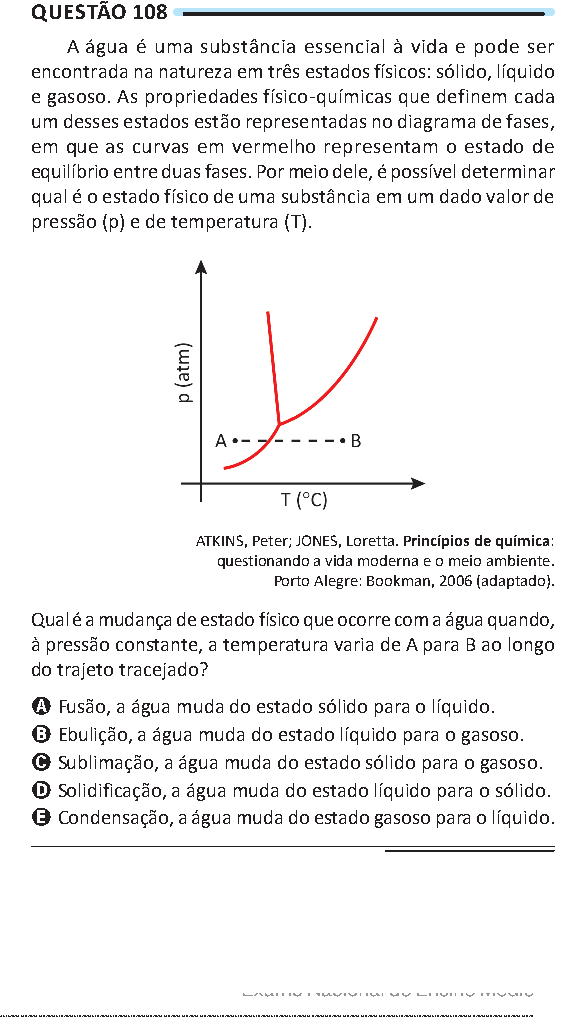 QUESTÃO 108
A água é uma substância essencial à vida e pode ser
encontrada na natureza em três estados físicos: sólido, líquido
e gasoso. As propriedades físico-químicas que definem cada
um desses estados estão representadas no diagrama de fases,
em que as curvas em vermelho representam o estado de
equilíbrio entre duas fases. Por meio dele, é possível determinar
qual é o estado físico de uma substância em um dado valor de
pressão (p) e de temperatura (T).
p (atm)
A
B
T (°C)
ATKINS, Peter; JONES, Loretta. Princípios de química:
questionando a vida moderna e o meio ambiente.
Porto Alegre: Bookman, 2006 (adaptado).
Qual é a mudança de estado físico que ocorre com a água quando,
à pressão constante, a temperatura varia de A para B ao longo
do trajeto tracejado?
A Fusão, a água muda do estado sólido para o líquido.
B Ebulição, a água muda do estado líquido para o gasoso.
C Sublimação, a água muda do estado sólido para o gasoso.
D Solidificação, a água muda do estado líquido para o sólido.
E Condensação, a água muda do estado gasoso para o líquido.